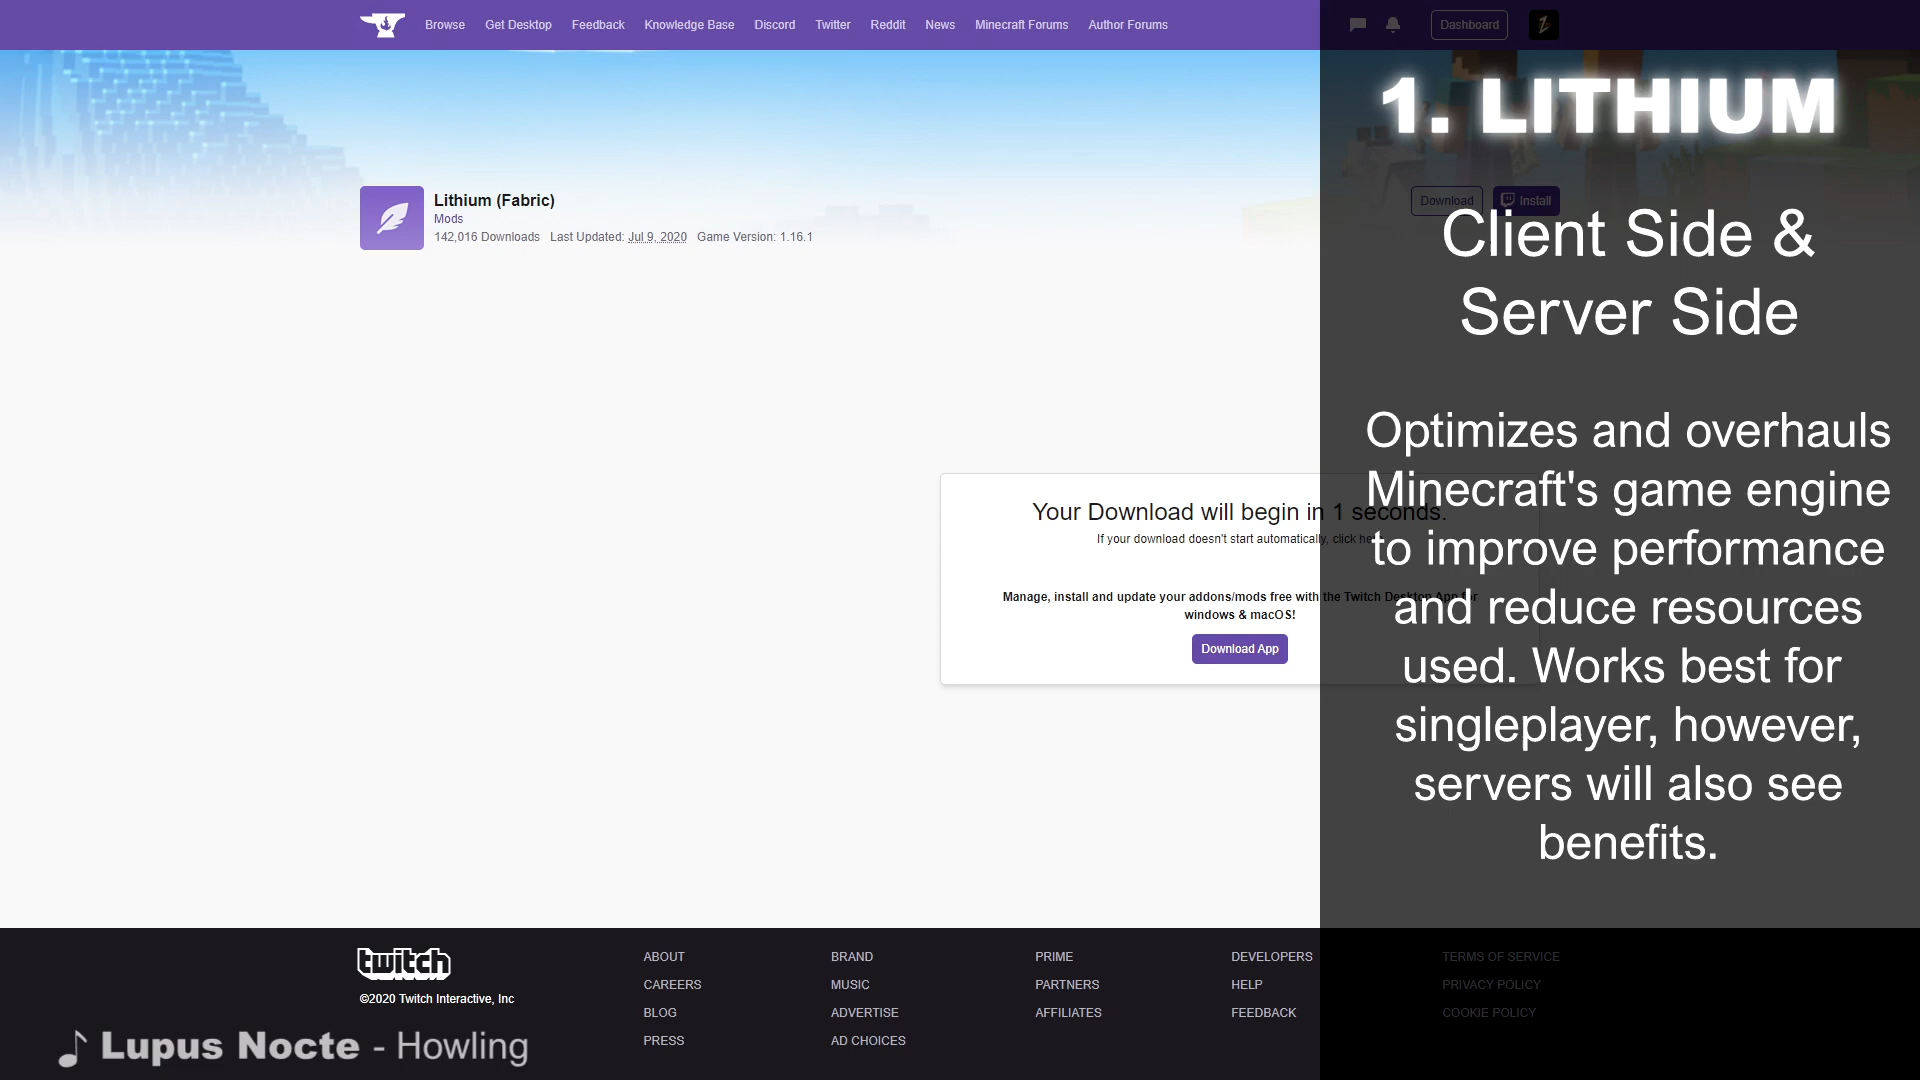 Browse Get Desktop Feedback Knowledge Base Discord Twitter Reddit News Minecraft Forums Author Forums Dashboard
1. LITHIUM
Lithium (Fabric)
Mods
142,016 Downloads Last Updated: Jul 9, 2020 Game Version: 1.16.1
Download Install
Client Side &
Server Side
Optimizes and overhauls
Minecraft's game engine
to improve performance
and reduce resources
used. Works best for
singleplayer, however,
servers will also see
benefits.
Your Download will begin in 1 seconds.
If your download doesn't start automatically, click
Manage, install and update your addons/mods free with the Twitch Desktop App for
windows & macOS!
Download App
twitch
©2020 Twitch Interactive, Inc
ABOUT
CAREERS
BLOG
PRESS
BRAND
MUSIC
ADVERTISE
AD CHOICES
PRIME
PARTNERS
AFFILIATES
DEVELOPERS
HELP
FEEDBACK
TERMS OF SERVICE
PRIVACY POLICY
COOKIE POLICY
Lupus Nocte - Howling